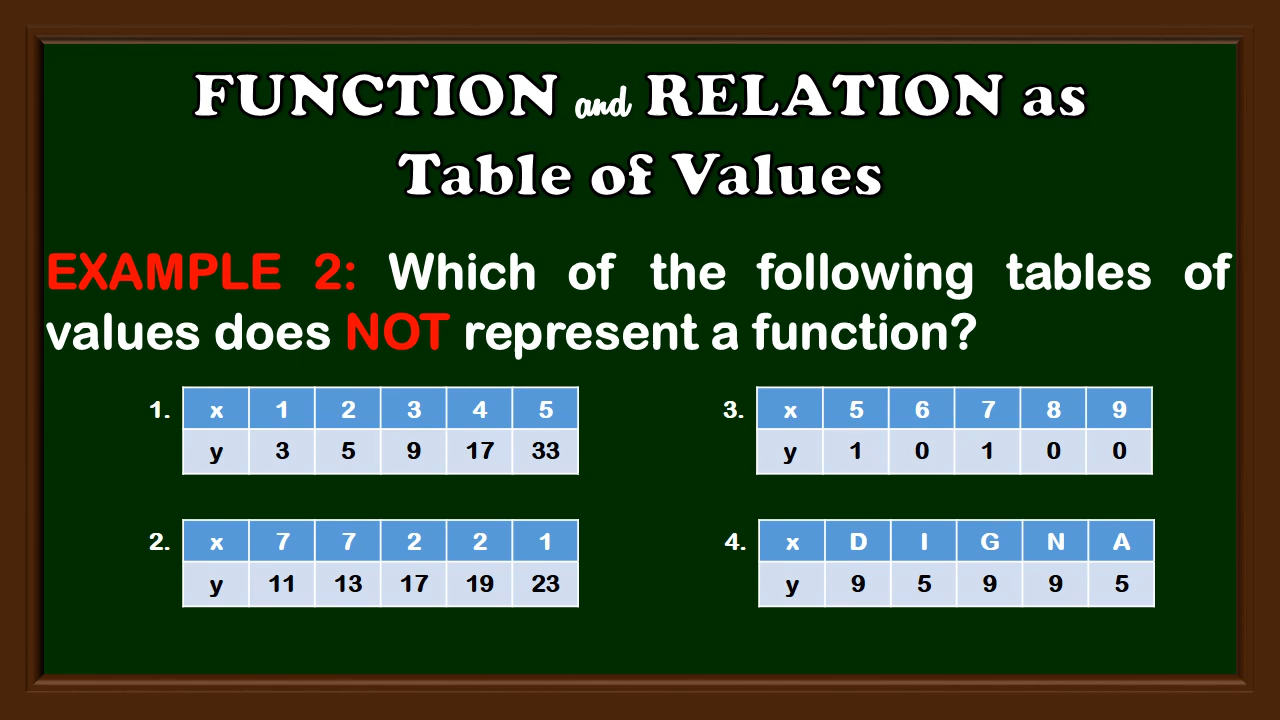 FUNCTION and RELATION as
Table of Values
EXAMPLE 2: Which of the following tables of
values does NOT represent a function?
1. x 1 2 3 4 5
y 3 5 9 17 33
2. x 7 7 2 2 1
y 11 13 17 19 23
3. x 5 6 7 8 9
y 1 0 1 0 0
4. x D I G N A
y 9 5 9 9 5